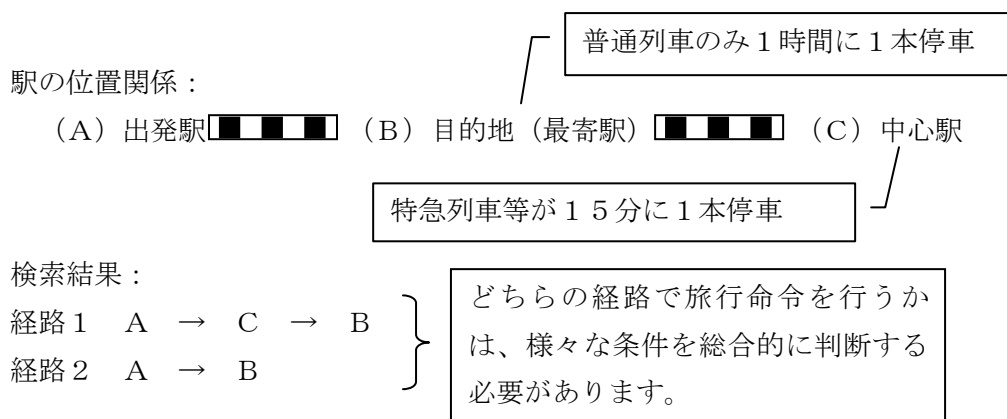 普通列車のみ１時間に１本停車
駅の位置関係：
（Ａ）出発駅 （Ｂ）目的地（最寄駅） （Ｃ）中心駅
特急列車等が１５分に１本停車
検索結果：
経路１　Ａ　→　Ｃ　→　Ｂ
経路２　Ａ　→　Ｂ
どちらの経路で旅行命令を行うか
は、様々な条件を総合的に判断する
必要があります。